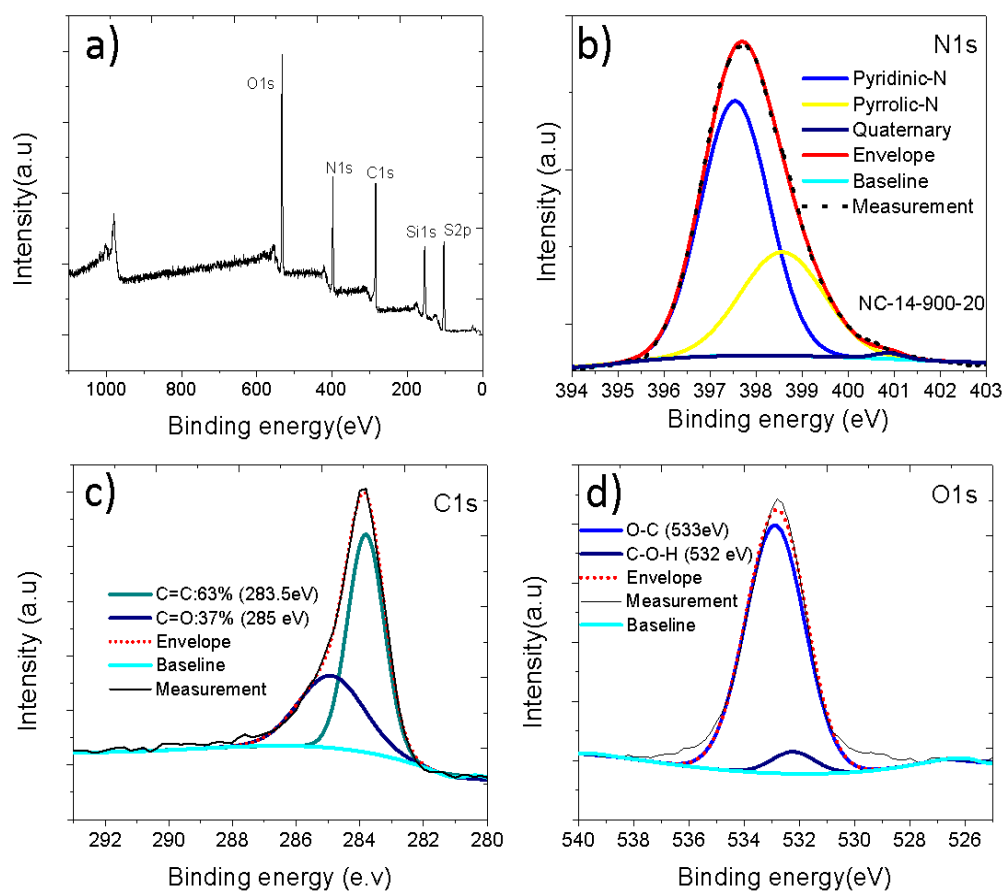 a)
O1s
N1s
C1s
Si1s
S2p
Intensity(a.u)
1000 800 600 400 200 0
Binding energy(eV)
b)
N1s
Pyridinic-N
Pyrrolic-N
Quaternary
Envelope
Baseline
Measurement
NC-14-900-20
Intensity (a.u)
394 395 396 397 398 399 400 401 402 403
Binding energy (eV)
c)
C1s
C=C:63% (283.5eV)
C=O:37% (285 eV)
Envelope
Baseline
Measurement
Intensity (a.u)
292 290 288 286 284 282 280
Binding energy (e.v)
d)
O1s
O-C (533eV)
C-O-H (532 eV)
Envelope
Measurement
Baseline
Intensity(a.u)
540 538 536 534 532 530 528 526
Binding energy(eV)